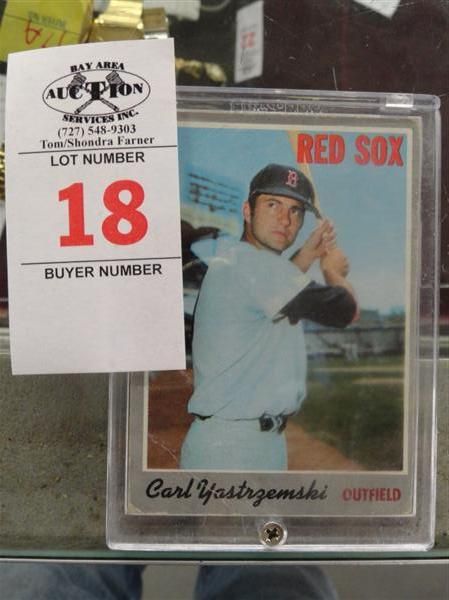 BAY AREA
AUCTION
SERVICES INC.
(727) 548-9303
Tom/Shondra Farner
LOT NUMBER
18
BUYER NUMBER
RED SOX
B
Carl Yastrzemski OUTFIELD
22